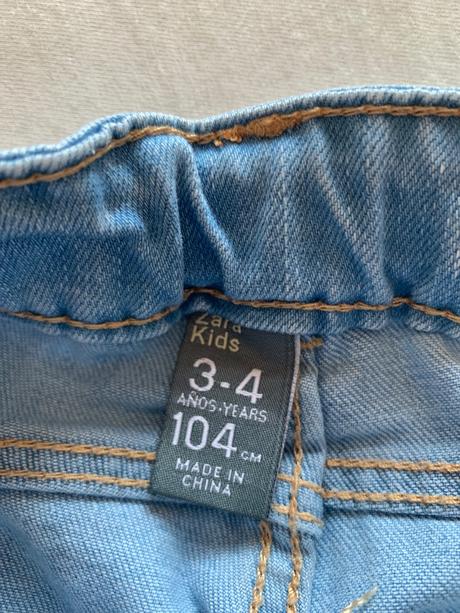 Zara
Kids
3-4
AÑOS·YEARS
104 CM
MADE IN
CHINA